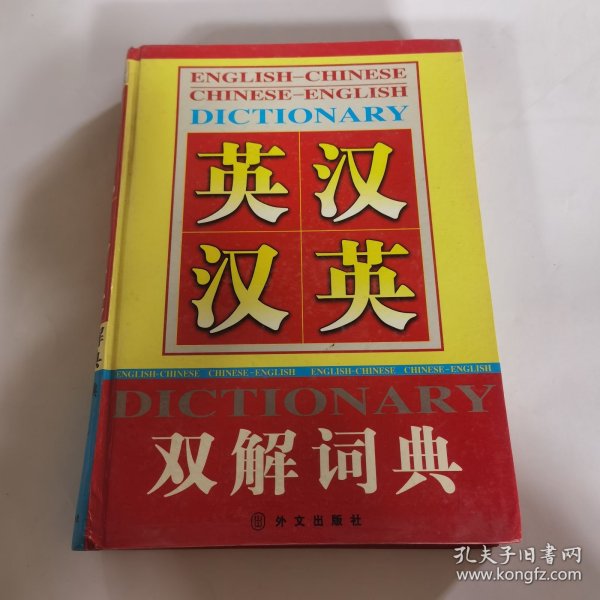 ENGLISH-CHINESE
CHINESE-ENGLISH
DICTIONARY
英汉
汉英
ENGLISH-CHINESE CHINESE-ENGLISH ENGLISH-CHINESE CHINESE-ENGLISH
DICTIONARY
双解词典
外文出版社
孔夫子旧书网
www.kongfz.com